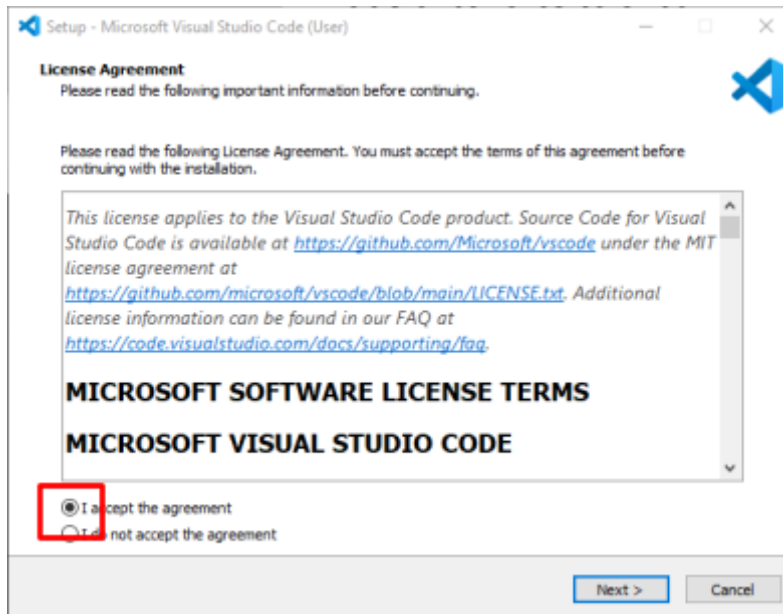 Setup - Microsoft Visual Studio Code (User)
License Agreement
Please read the following important information before continuing.
Please read the following License Agreement. You must accept the terms of this agreement before
continuing with the installation.
This license applies to the Visual Studio Code product. Source Code for Visual
Studio Code is available at https://github.com/Microsoft/vscode under the MIT
license agreement at
https://github.com/microsoft/vscode/blob/main/LICENSE.txt. Additional
license information can be found in our FAQ at
https://code.visualstudio.com/docs/supporting/faq.
MICROSOFT SOFTWARE LICENSE TERMS
MICROSOFT VISUAL STUDIO CODE
I accept the agreement
I do not accept the agreement
Next > Cancel